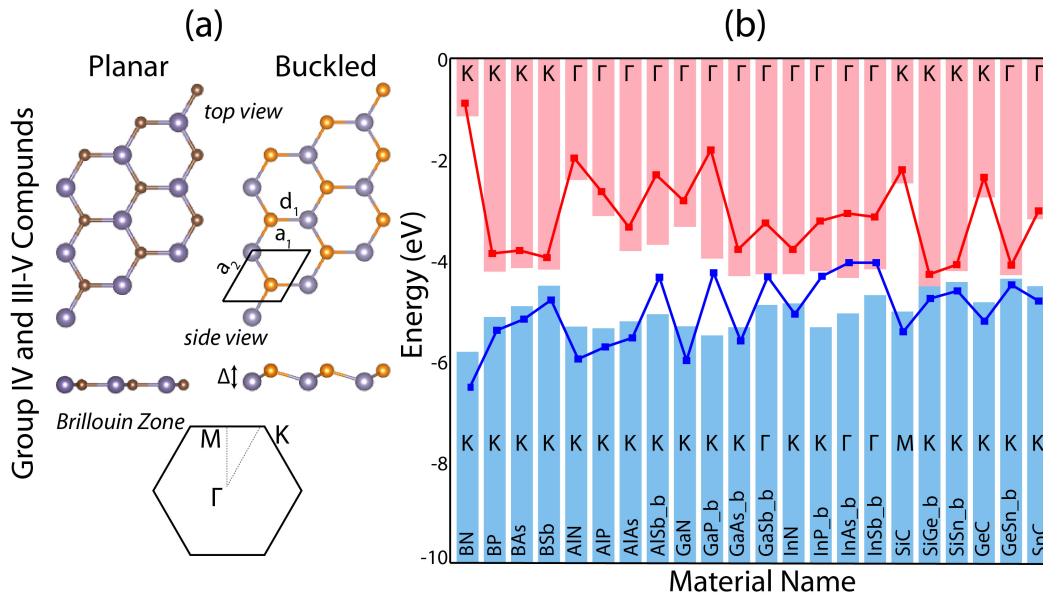 (a)
Planar
Buckled
top view
d1
a1
a2
side view
Δ
Brillouin Zone
M
K
Γ
Group IV and III-V Compounds
(b)
0
-2
-4
-6
-8
-10
Energy (eV)
K K K K Γ Γ Γ Γ Γ Γ Γ Γ Γ Γ Γ Γ K K K K Γ Γ
K K K K K K K K K K K Γ K K Γ Γ M K K K K K
BN
BP
BAs
BSb
AlN
AlP
AlAs
AlSb_b
GaN
GaP_b
GaAs_b
GaSb_b
InN
InP_b
InAs_b
InSb_b
SiC
SiGe_b
SiSn_b
GeC
GeSn_b
SnC
Material Name